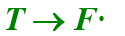 T → F·